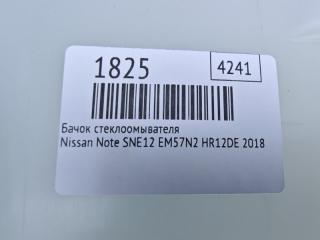 1825
4241
Бачок стеклоомывателя
Nissan Note SNE12 EM57N2 HR12DE 2018